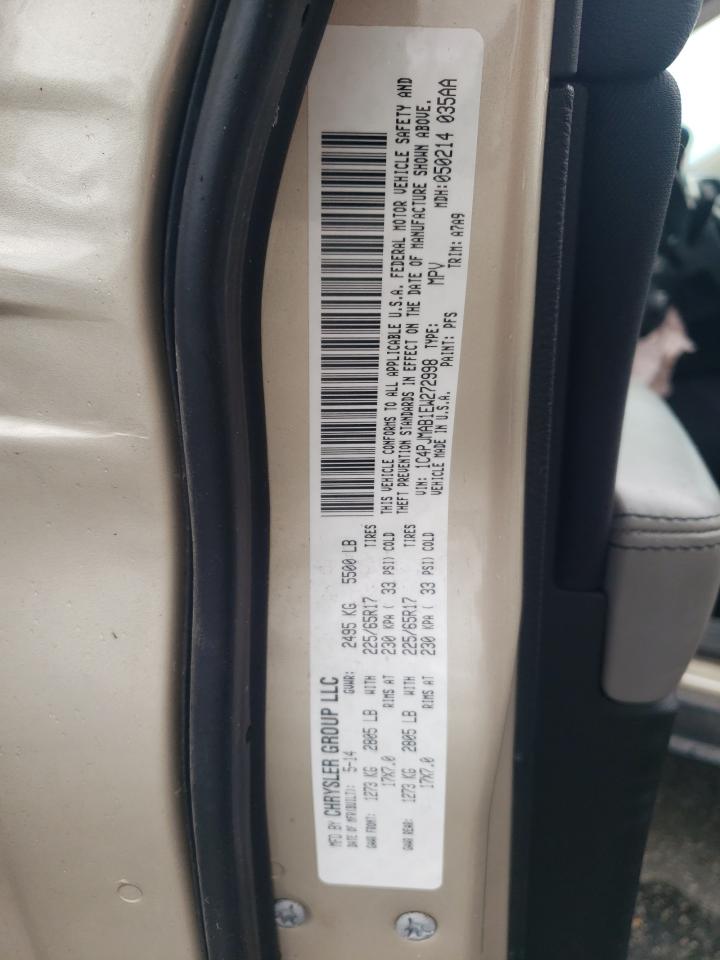 MFD BY CHRYSLER GROUP LLC
DATE OF MFR(BUILT): 5-14 GVWR: 2495 KG 5500 LB
GAWR FRONT: 1273 KG 2805 LB WITH 225/65R17 TIRES
17X7.0 RIMS AT 230 KPA ( 33 PSI) COLD
GAWR REAR: 1273 KG 2805 LB WITH 225/65R17 TIRES
17X7.0 RIMS AT 230 KPA ( 33 PSI) COLD
THIS VEHICLE CONFORMS TO ALL APPLICABLE U.S.A. FEDERAL MOTOR VEHICLE SAFETY AND
THEFT PREVENTION STANDARDS IN EFFECT ON THE DATE OF MANUFACTURE SHOWN ABOVE.
VIN: 1C4PJMAB1EW272998 TYPE: MPV MDH:050214 035AA
VEHICLE MADE IN U.S.A. PAINT: PFS TRIM: A7A9